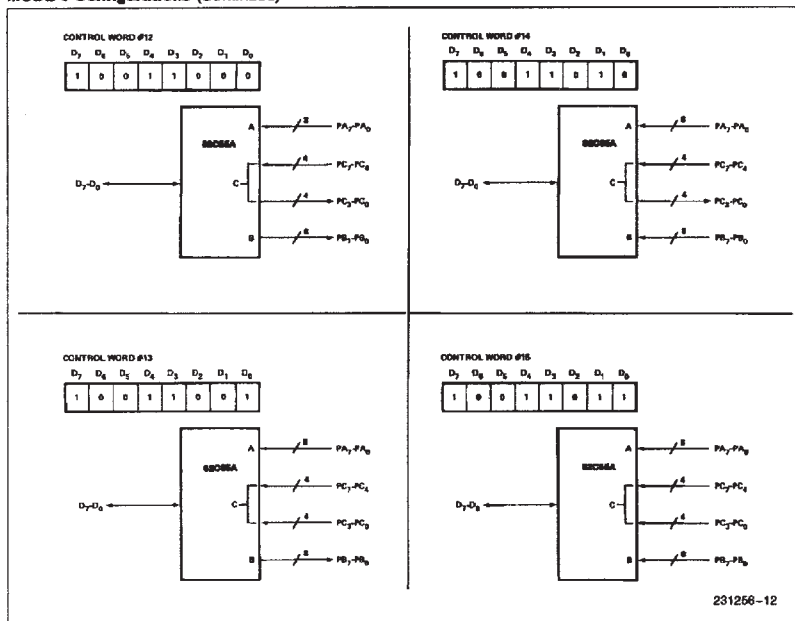 CONTROL WORD #12
D7 D6 D5 D4 D3 D2 D1 D0
1 0 0 1 1 0 0 0
82C55A
A
C
B
D7-D0
8 PA7-PA0
4 PC7-PC4
4 PC3-PC0
8 PB7-PB0
CONTROL WORD #14
D7 D6 D5 D4 D3 D2 D1 D0
1 0 0 1 1 0 1 0
82C55A
A
C
B
D7-D0
8 PA7-PA0
4 PC7-PC4
4 PC3-PC0
8 PB7-PB0
CONTROL WORD #13
D7 D6 D5 D4 D3 D2 D1 D0
1 0 0 1 1 0 0 1
82C55A
A
C
B
D7-D0
8 PA7-PA0
4 PC7-PC4
4 PC3-PC0
8 PB7-PB0
CONTROL WORD #15
D7 D6 D5 D4 D3 D2 D1 D0
1 0 0 1 1 0 1 1
82C55A
A
C
B
D7-D0
8 PA7-PA0
4 PC7-PC4
4 PC3-PC0
8 PB7-PB0
231256-12